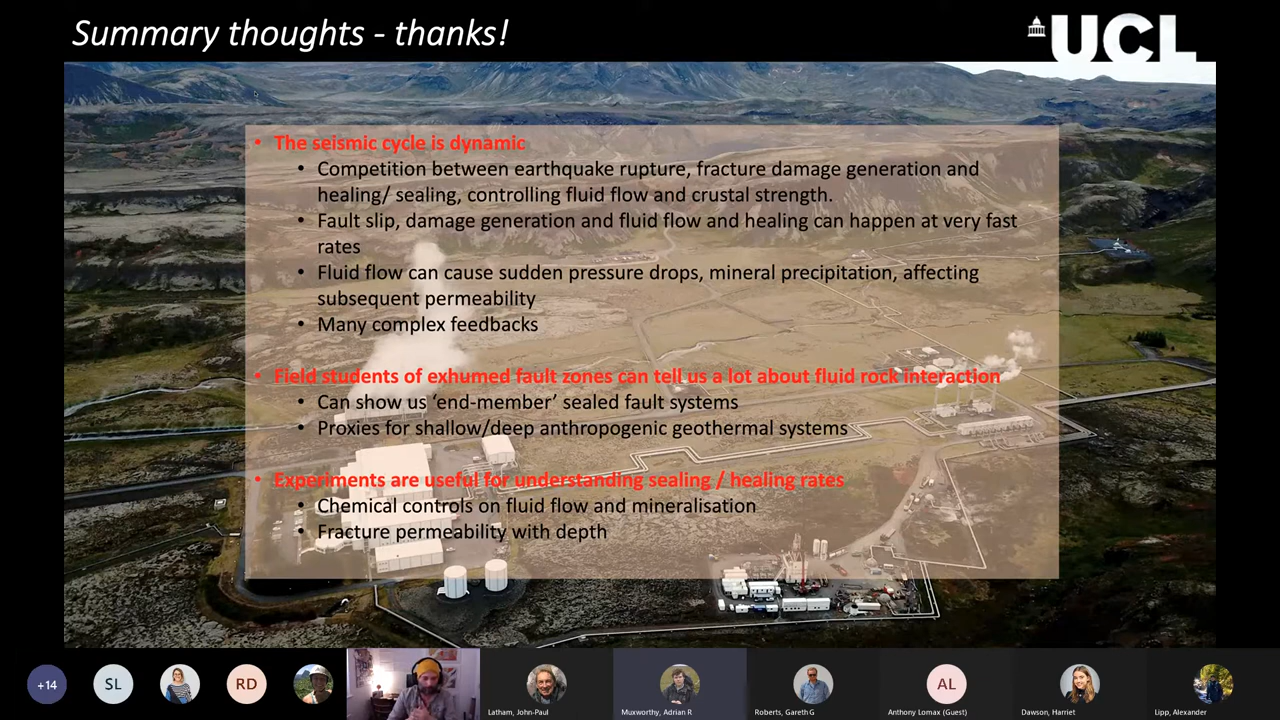 Summary thoughts - thanks!
UCL
• The seismic cycle is dynamic
• Competition between earthquake rupture, fracture damage generation and
healing/ sealing, controlling fluid flow and crustal strength.
• Fault slip, damage generation and fluid flow and healing can happen at very fast
rates
• Fluid flow can cause sudden pressure drops, mineral precipitation, affecting
subsequent permeability
• Many complex feedbacks
• Field students of exhumed fault zones can tell us a lot about fluid rock interaction
• Can show us ‘end-member’ sealed fault systems
• Proxies for shallow/deep anthropogenic geothermal systems
• Experiments are useful for understanding sealing / healing rates
• Chemical controls on fluid flow and mineralisation
• Fracture permeability with depth
+14
SL
RD
Latham, John-Paul
Muxworthy, Adrian R
Roberts, Gareth G
AL
Anthony Lomax (Guest)
Dawson, Harriet
Lipp, Alexander